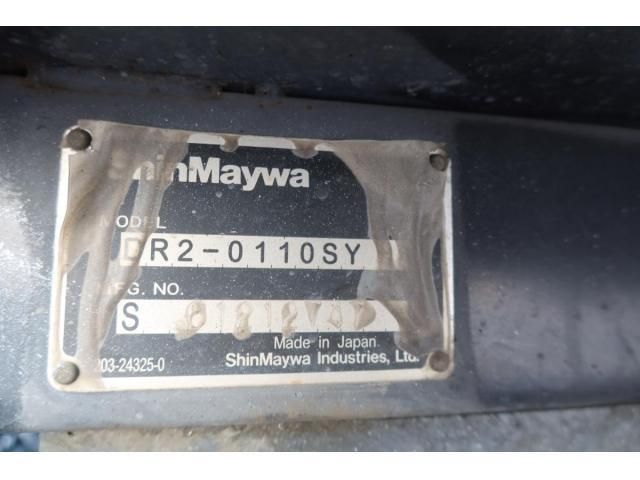 ShinMaywa
MODEL
DR2-0110SY
MFG. NO.
S
Made in Japan
203-24325-0
ShinMaywa Industries, Ltd.